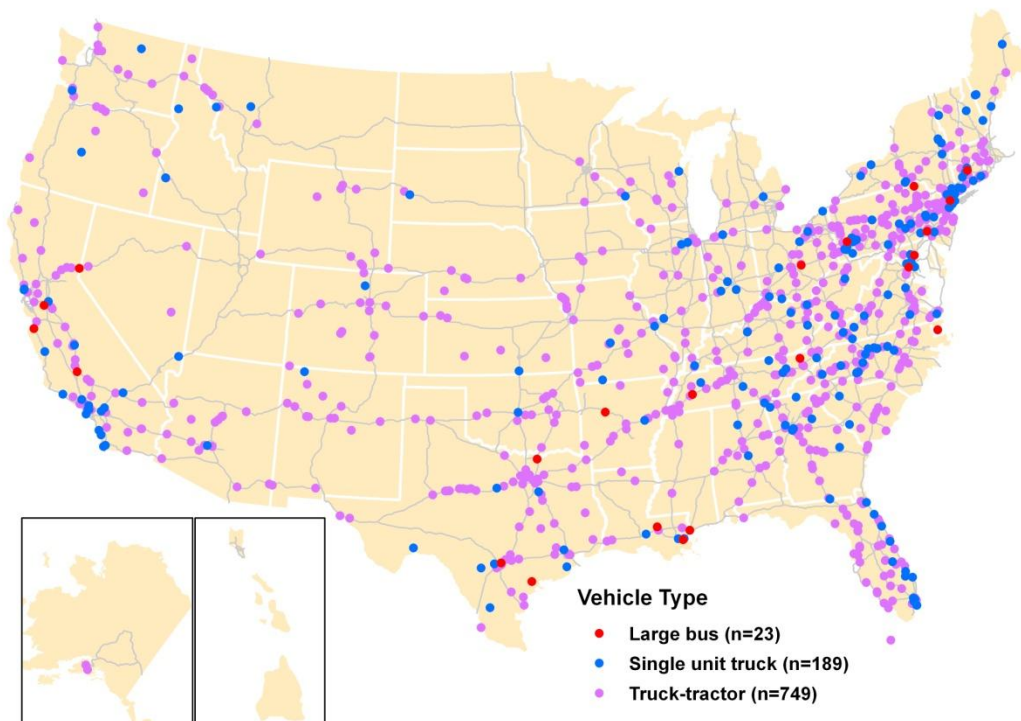 Vehicle Type
Large bus (n=23)
Single unit truck (n=189)
Truck-tractor (n=749)